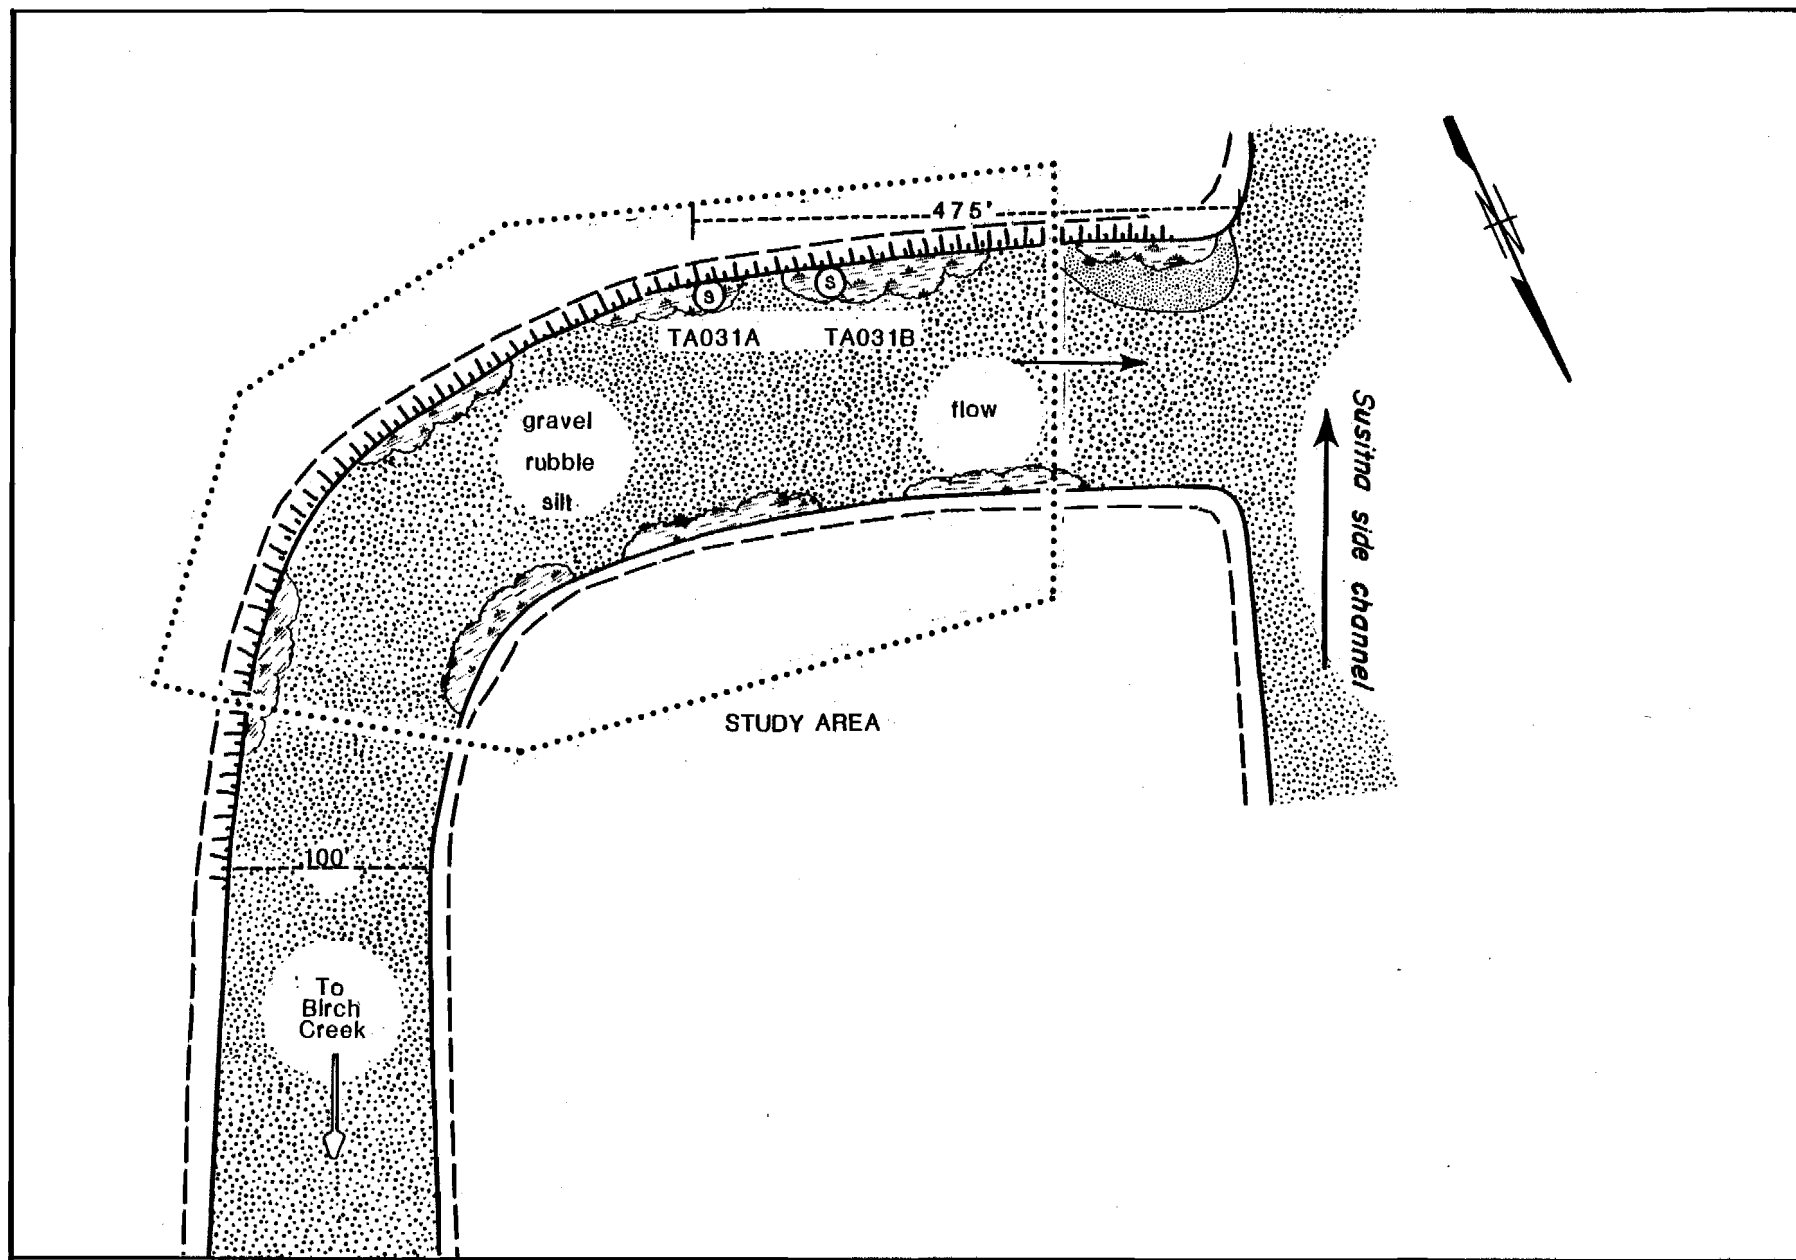 475'
S
S
TA031A
TA031B
flow
gravel
rubble
silt
Susitna side channel
STUDY AREA
100'
To
Birch
Creek
N